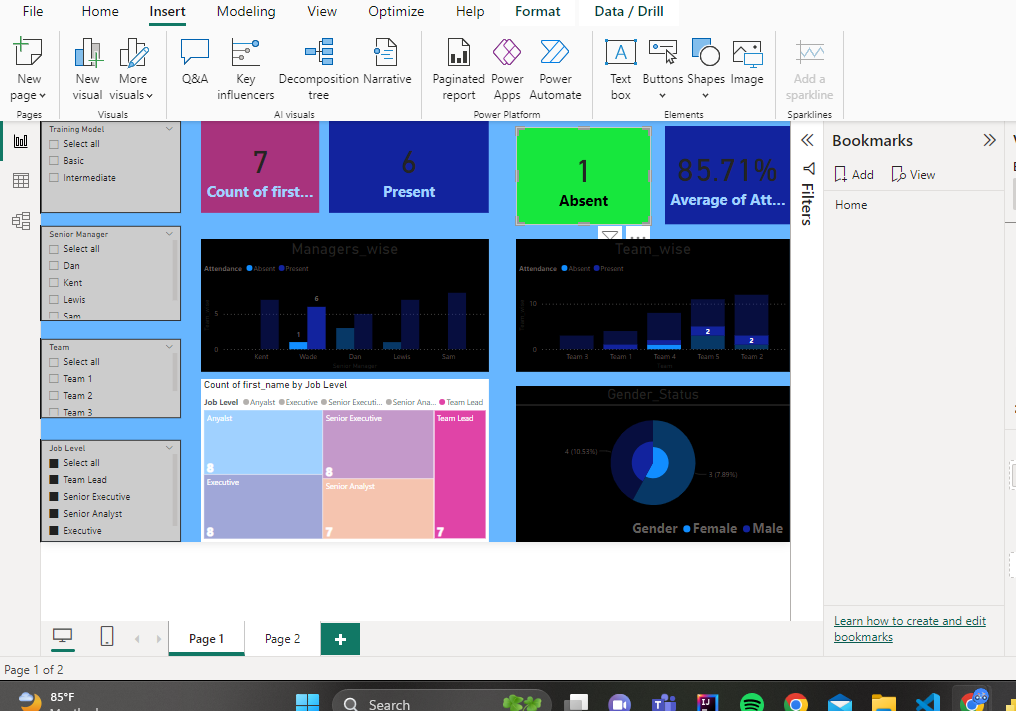 File Home Insert Modeling View Optimize Help Format Data / Drill
New page
New visual
More visuals
Q&A
Key influencers
Decomposition tree
Narrative
Paginated report
Power Apps
Power Automate
Text box
Buttons
Shapes
Image
Add a sparkline
Pages Visuals AI visuals Power Platform Elements Sparklines
Training Model
Select all
Basic
Intermediate
7
Count of first...
6
Present
1
Absent
85.71%
Average of Att...
Filters
Bookmarks
Add View
Home
Senior Manager
Select all
Dan
Kent
Lewis
Sam
Managers_wise
Attendance Absent Present
5
0
1
6
Kent Wade Dan Lewis Sam
Senior Manager
Team_wise
Attendance Absent Present
10
0
2
2
Team 3 Team 1 Team 4 Team 5 Team 2
Team
Team
Select all
Team 1
Team 2
Team 3
Job Level
Select all
Team Lead
Senior Executive
Senior Analyst
Executive
Count of first_name by Job Level
Job Level Anyalst Executive Senior Executi... Senior Ana... Team Lead
Anyalst
8
Senior Executive
8
Team Lead
7
Executive
8
Senior Analyst
7
Gender_Status
4 (10.53%)
3 (7.89%)
Gender Female Male
Learn how to create and edit
bookmarks
Page 1 Page 2 +
Page 1 of 2
85°F
Search